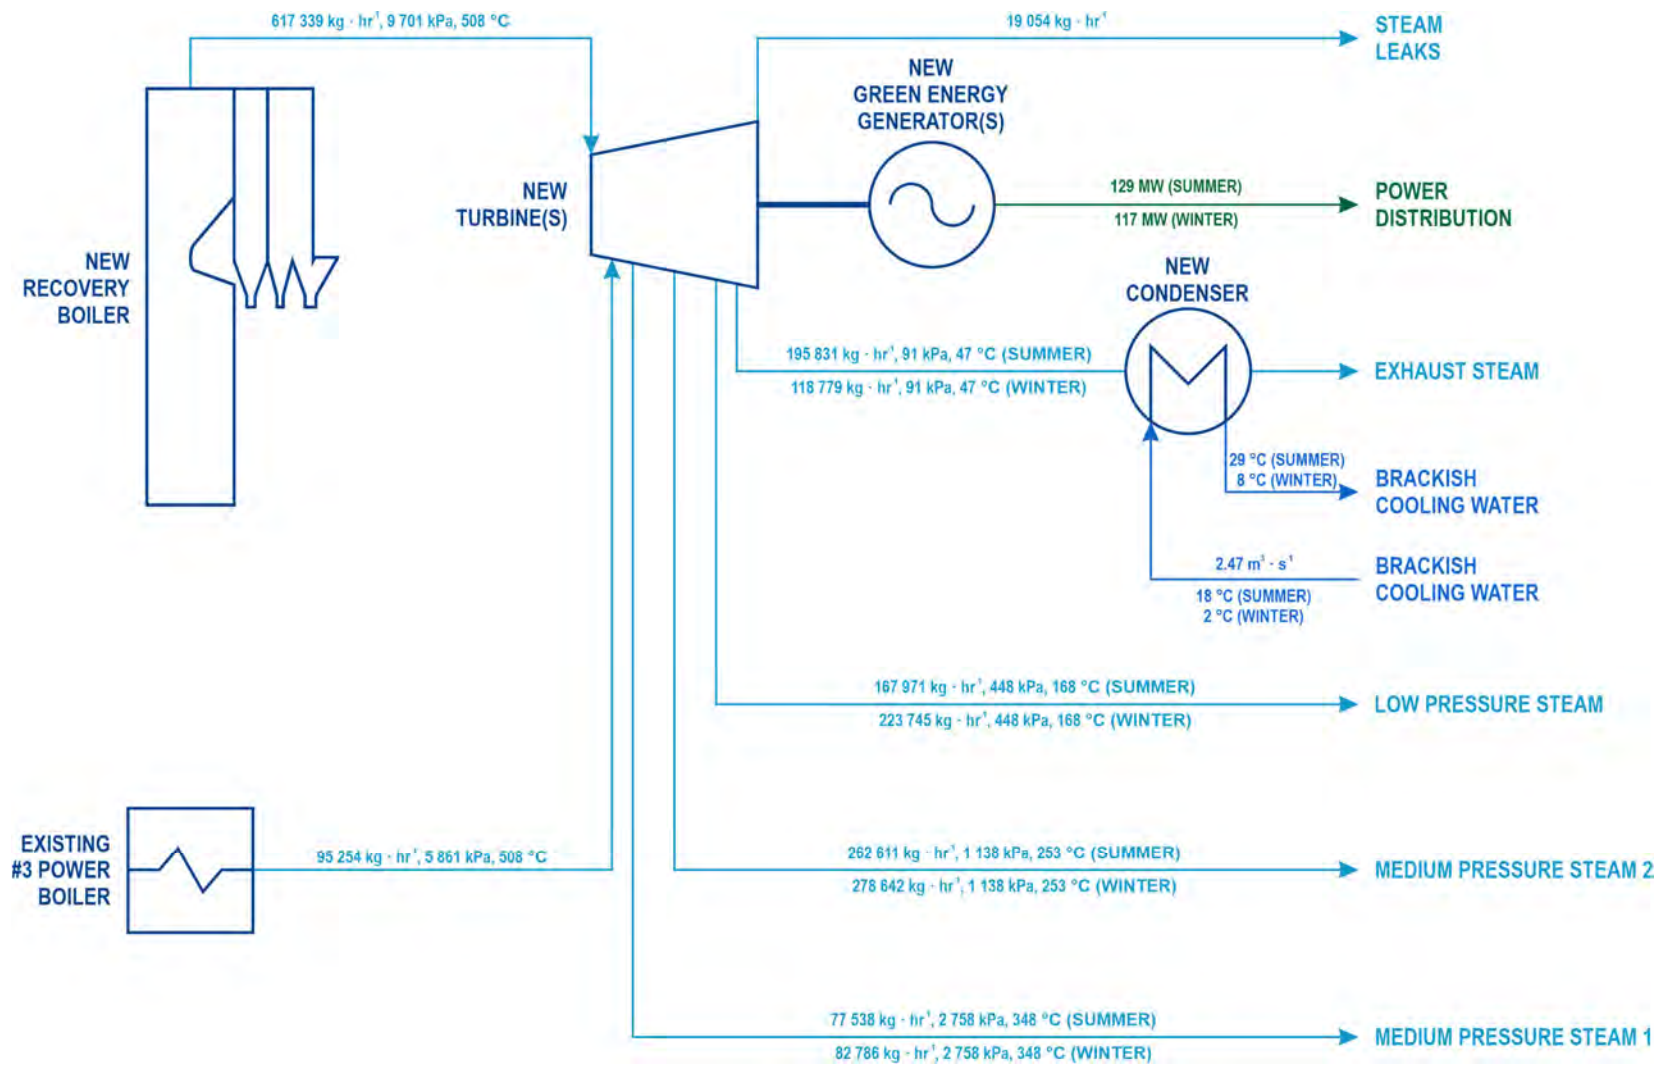 617 339 kg · hr⁻¹, 9 701 kPa, 508 °C
19 054 kg · hr⁻¹
STEAM
LEAKS
NEW
GREEN ENERGY
GENERATOR(S)
NEW
TURBINE(S)
129 MW (SUMMER)
117 MW (WINTER)
POWER
DISTRIBUTION
NEW
RECOVERY
BOILER
NEW
CONDENSER
195 831 kg · hr⁻¹, 91 kPa, 47 °C (SUMMER)
118 779 kg · hr⁻¹, 91 kPa, 47 °C (WINTER)
EXHAUST STEAM
29 °C (SUMMER)
8 °C (WINTER)
BRACKISH
COOLING WATER
2.47 m³ · s⁻¹
18 °C (SUMMER)
2 °C (WINTER)
BRACKISH
COOLING WATER
167 971 kg · hr⁻¹, 448 kPa, 168 °C (SUMMER)
223 745 kg · hr⁻¹, 448 kPa, 168 °C (WINTER)
LOW PRESSURE STEAM
EXISTING
#3 POWER
BOILER
95 254 kg · hr⁻¹, 5 861 kPa, 508 °C
262 611 kg · hr⁻¹, 1 138 kPa, 253 °C (SUMMER)
278 642 kg · hr⁻¹, 1 138 kPa, 253 °C (WINTER)
MEDIUM PRESSURE STEAM 2
77 538 kg · hr⁻¹, 2 758 kPa, 348 °C (SUMMER)
82 786 kg · hr⁻¹, 2 758 kPa, 348 °C (WINTER)
MEDIUM PRESSURE STEAM 1